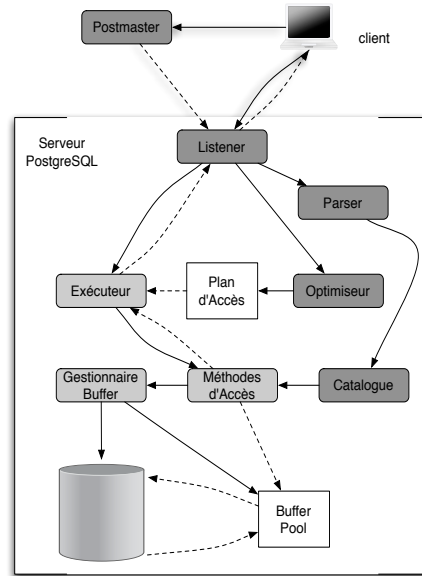 Postmaster
client
Serveur
PostgreSQL
Listener
Parser
Exécuteur
Plan
d'Accès
Optimiseur
Gestionnaire
Buffer
Méthodes
d'Accès
Catalogue
Buffer
Pool